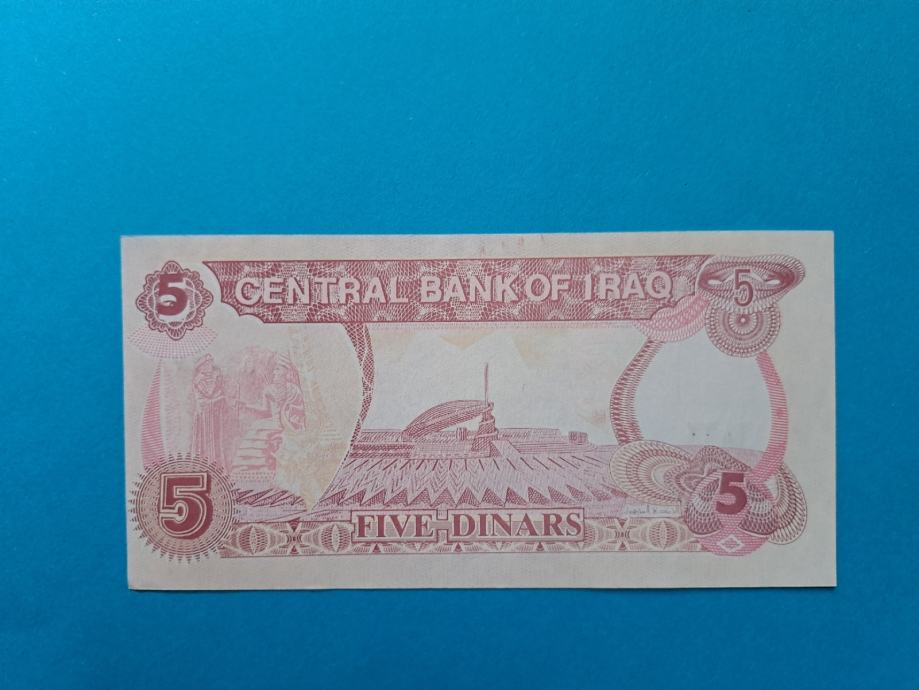 5 CENTRAL BANK OF IRAQ 5
5 FIVE DINARS 5